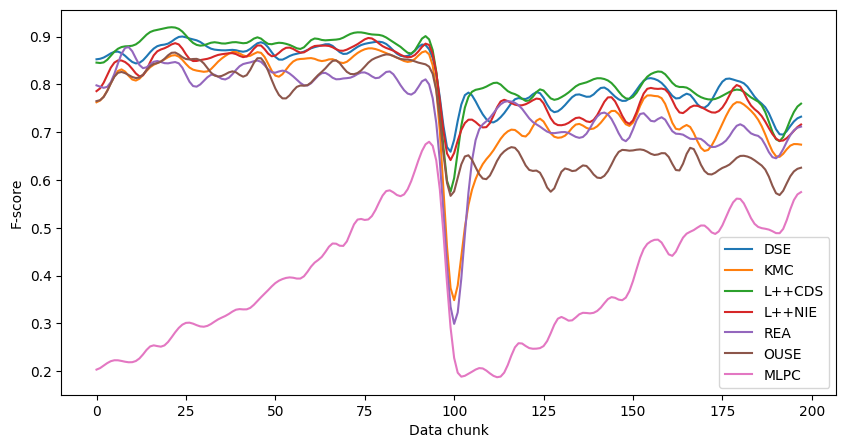 F-score
0.9
0.8
0.7
0.6
0.5
0.4
0.3
0.2
0
25
50
75
100
125
150
175
200
Data chunk
DSE
KMC
L++CDS
L++NIE
REA
OUSE
MLPC